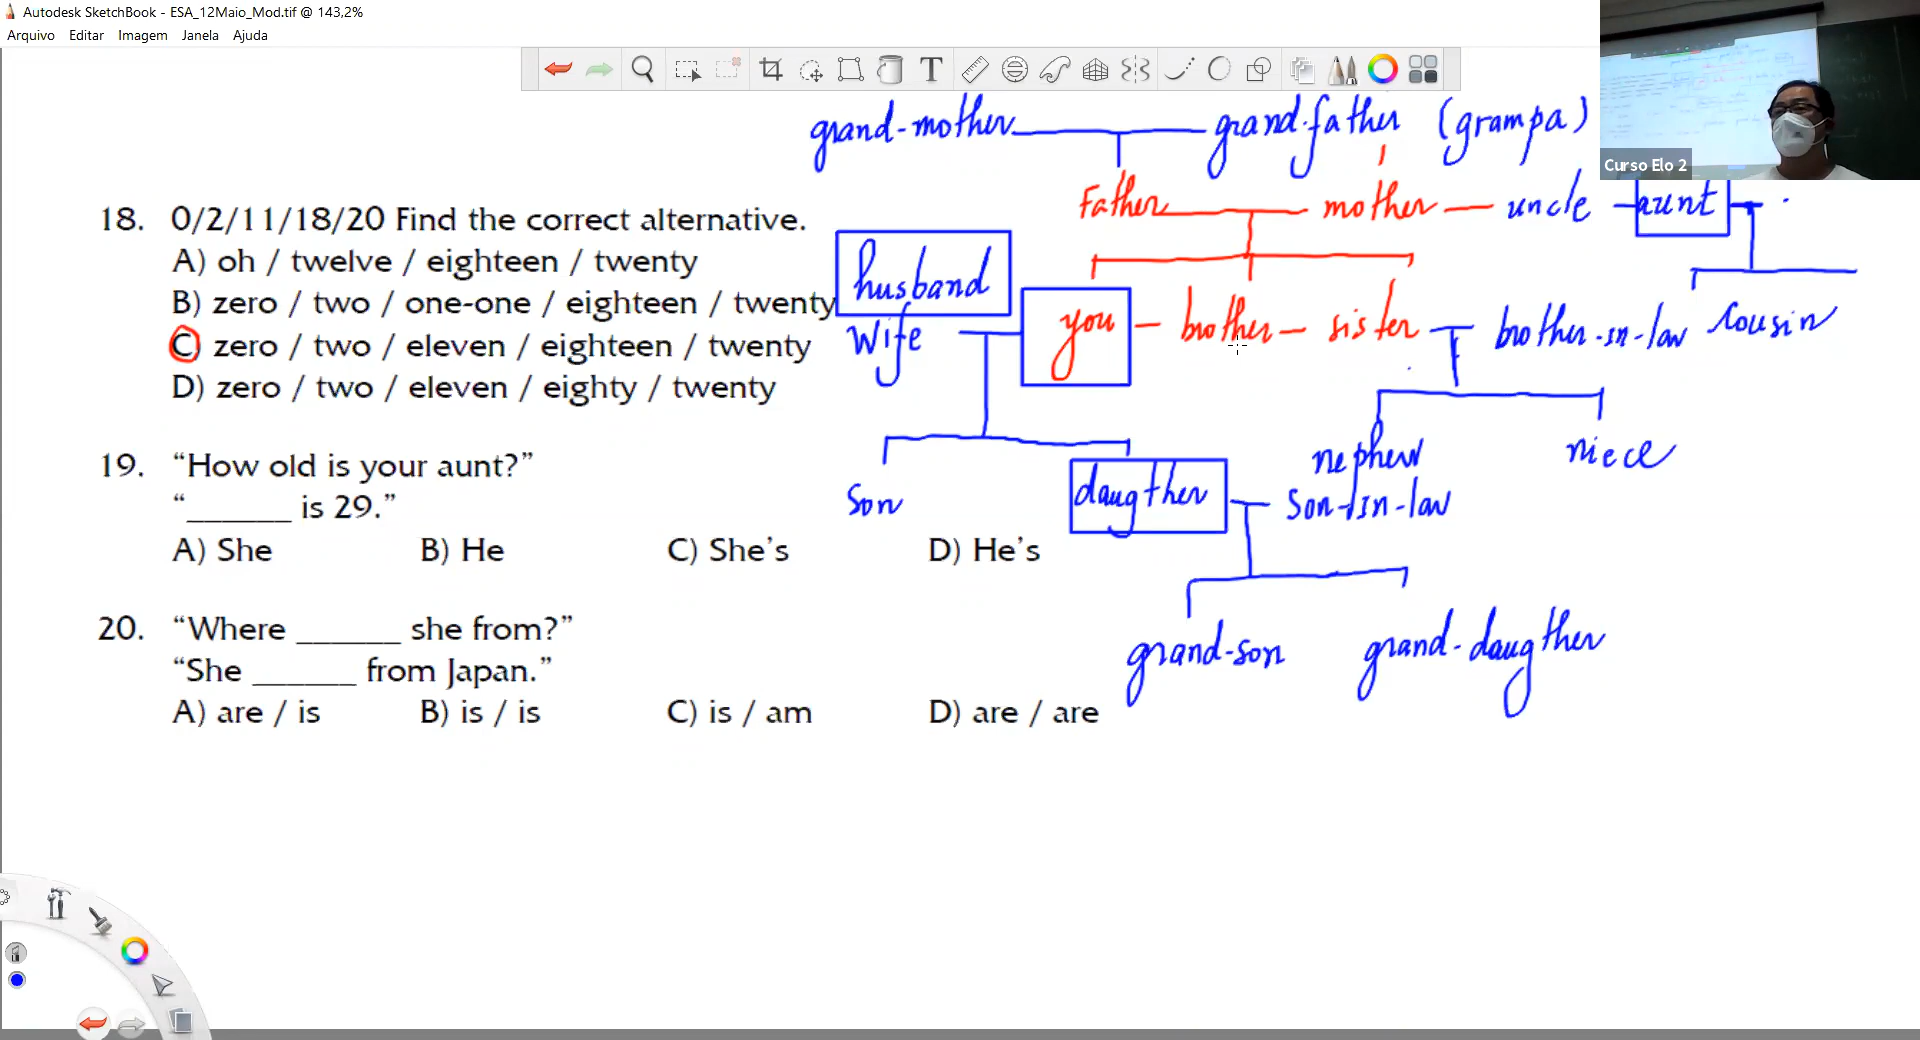 Autodesk SketchBook - ESA_12Maio_Mod.tif @ 143,2%
Arquivo Editar Imagem Janela Ajuda
Curso Elo 2
grand-mother grand-father (grampa)
Father mother uncle aunt
18. 0/2/11/18/20 Find the correct alternative.
A) oh / twelve / eighteen / twenty
B) zero / two / one-one / eighteen / twenty
C) zero / two / eleven / eighteen / twenty
D) zero / two / eleven / eighty / twenty
husband
Wife you brother sister brother-in-law cousin
nephew niece
son daugther son-in-law
grand-son grand-daugther
19. “How old is your aunt?”
“______ is 29.”
A) She B) He C) She’s D) He’s
20. “Where ______ she from?”
“She ______ from Japan.”
A) are / is B) is / is C) is / am D) are / are